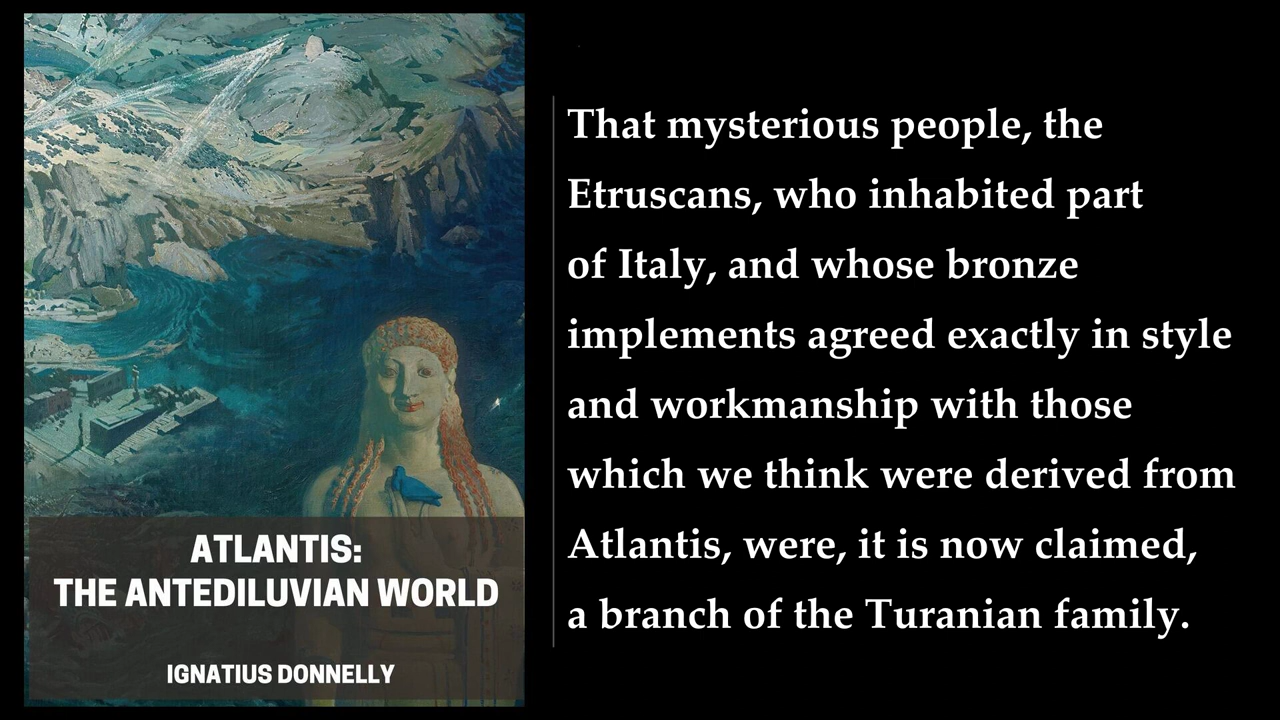 ATLANTIS:
THE ANTEDILUVIAN WORLD
IGNATIUS DONNELLY
That mysterious people, the
Etruscans, who inhabited part
of Italy, and whose bronze
implements agreed exactly in style
and workmanship with those
which we think were derived from
Atlantis, were, it is now claimed,
a branch of the Turanian family.